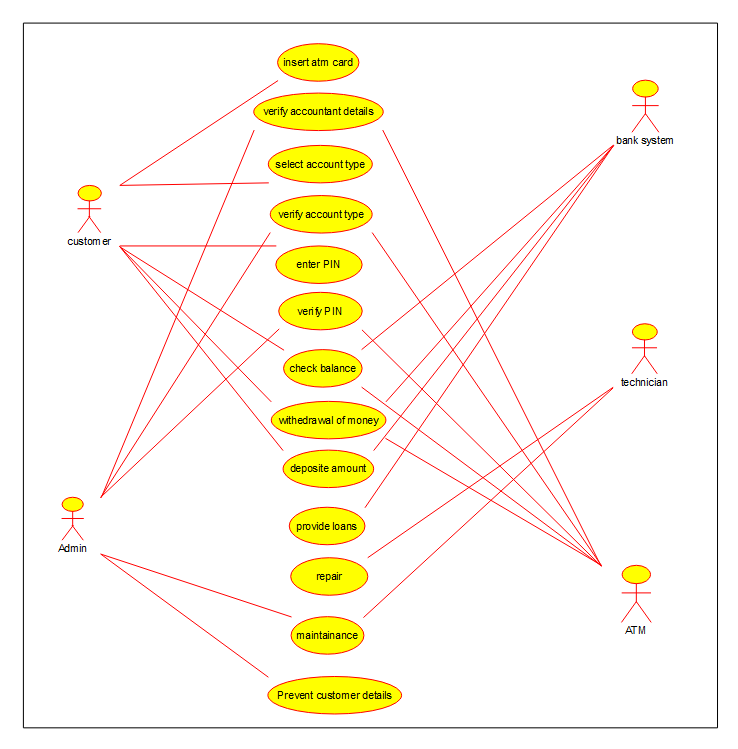 insert atm card
verify accountant details
bank system
select account type
verify account type
customer
enter PIN
verify PIN
check balance
technician
withedrawal of money
deposite amount
provide loans
Admin
repair
ATM
maintainance
Prevent customer details